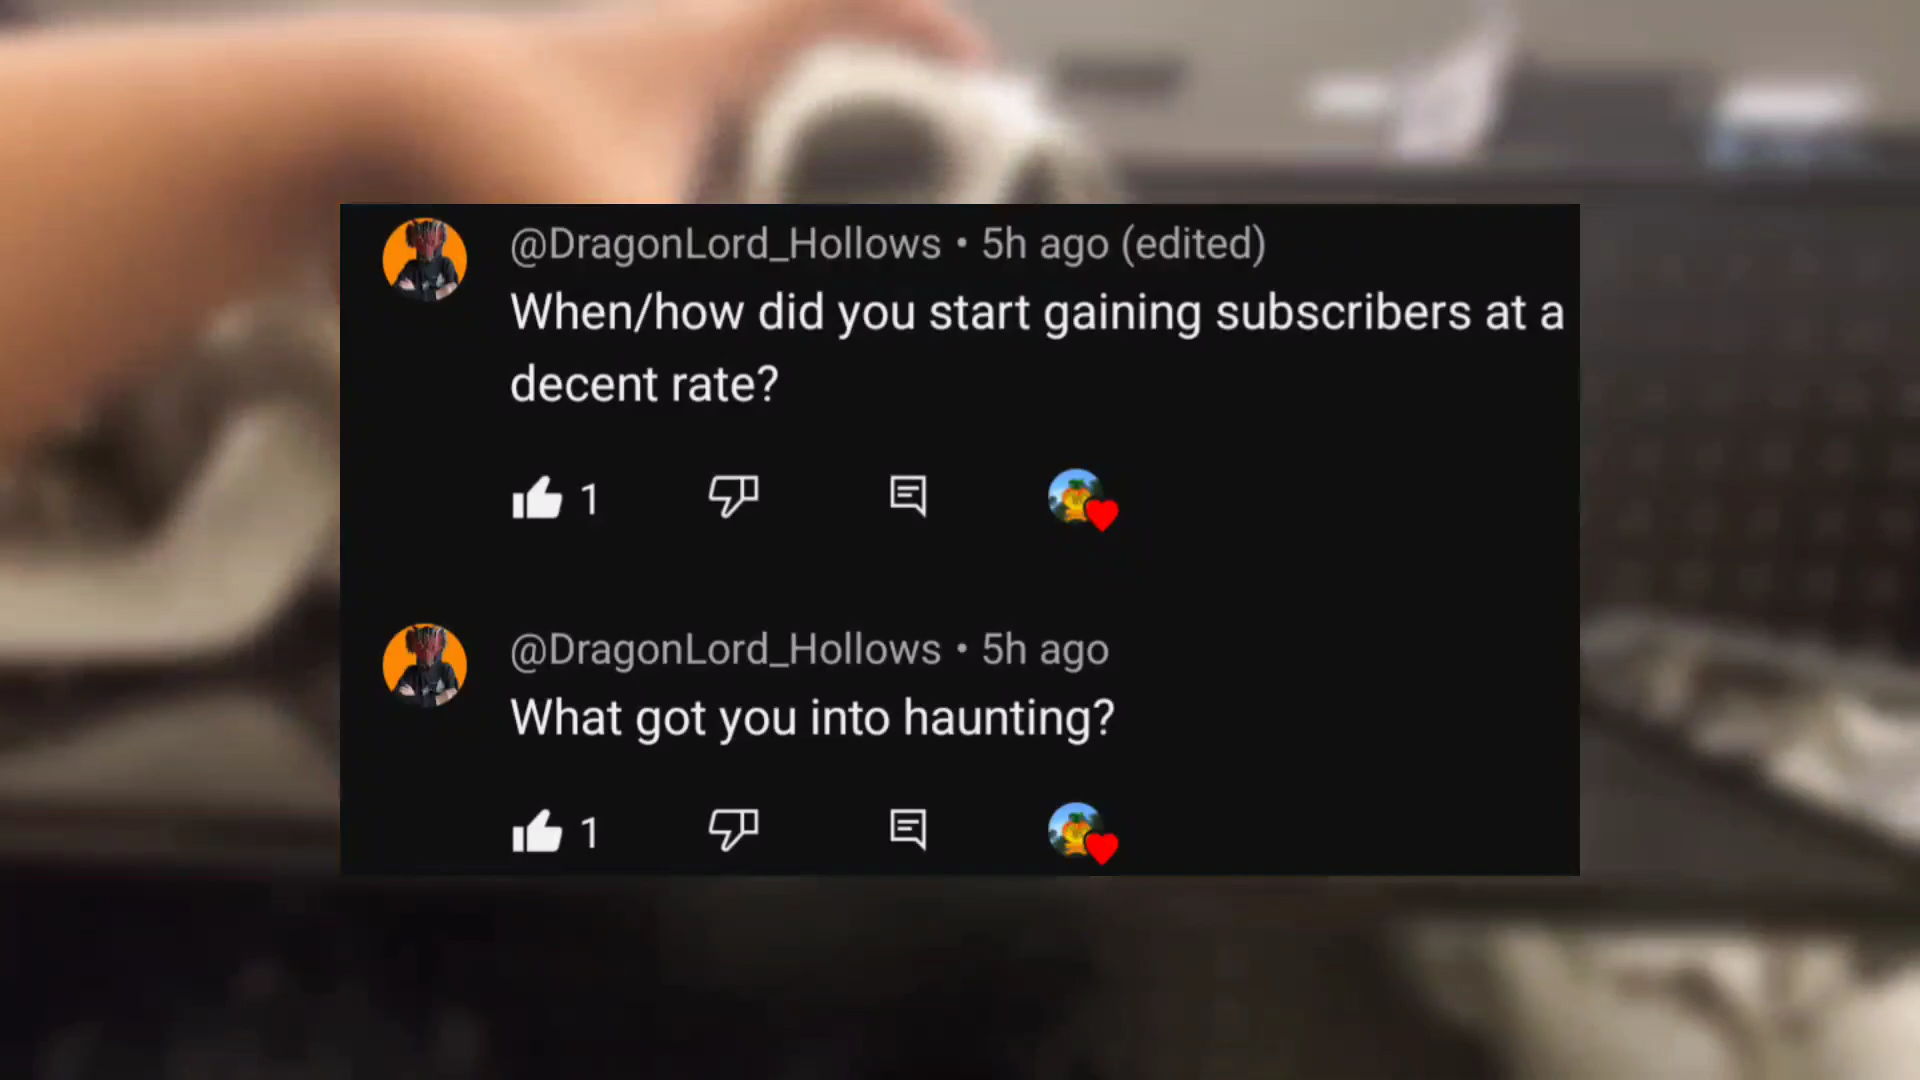 @DragonLord_Hollows • 5h ago (edited)
When/how did you start gaining subscribers at a
decent rate?
1
@DragonLord_Hollows • 5h ago
What got you into haunting?
1